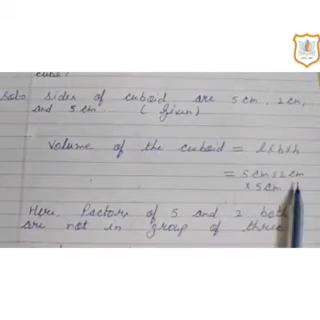 cube.
Sol:- Sides of cuboid are 5 cm, 2 cm,
and 5 cm. (Given)
Volume of the cuboid = l x b x h
= 5 cm x 2 cm
x 5 cm
Here, Factors of 5 and 2 both
are not in group of three